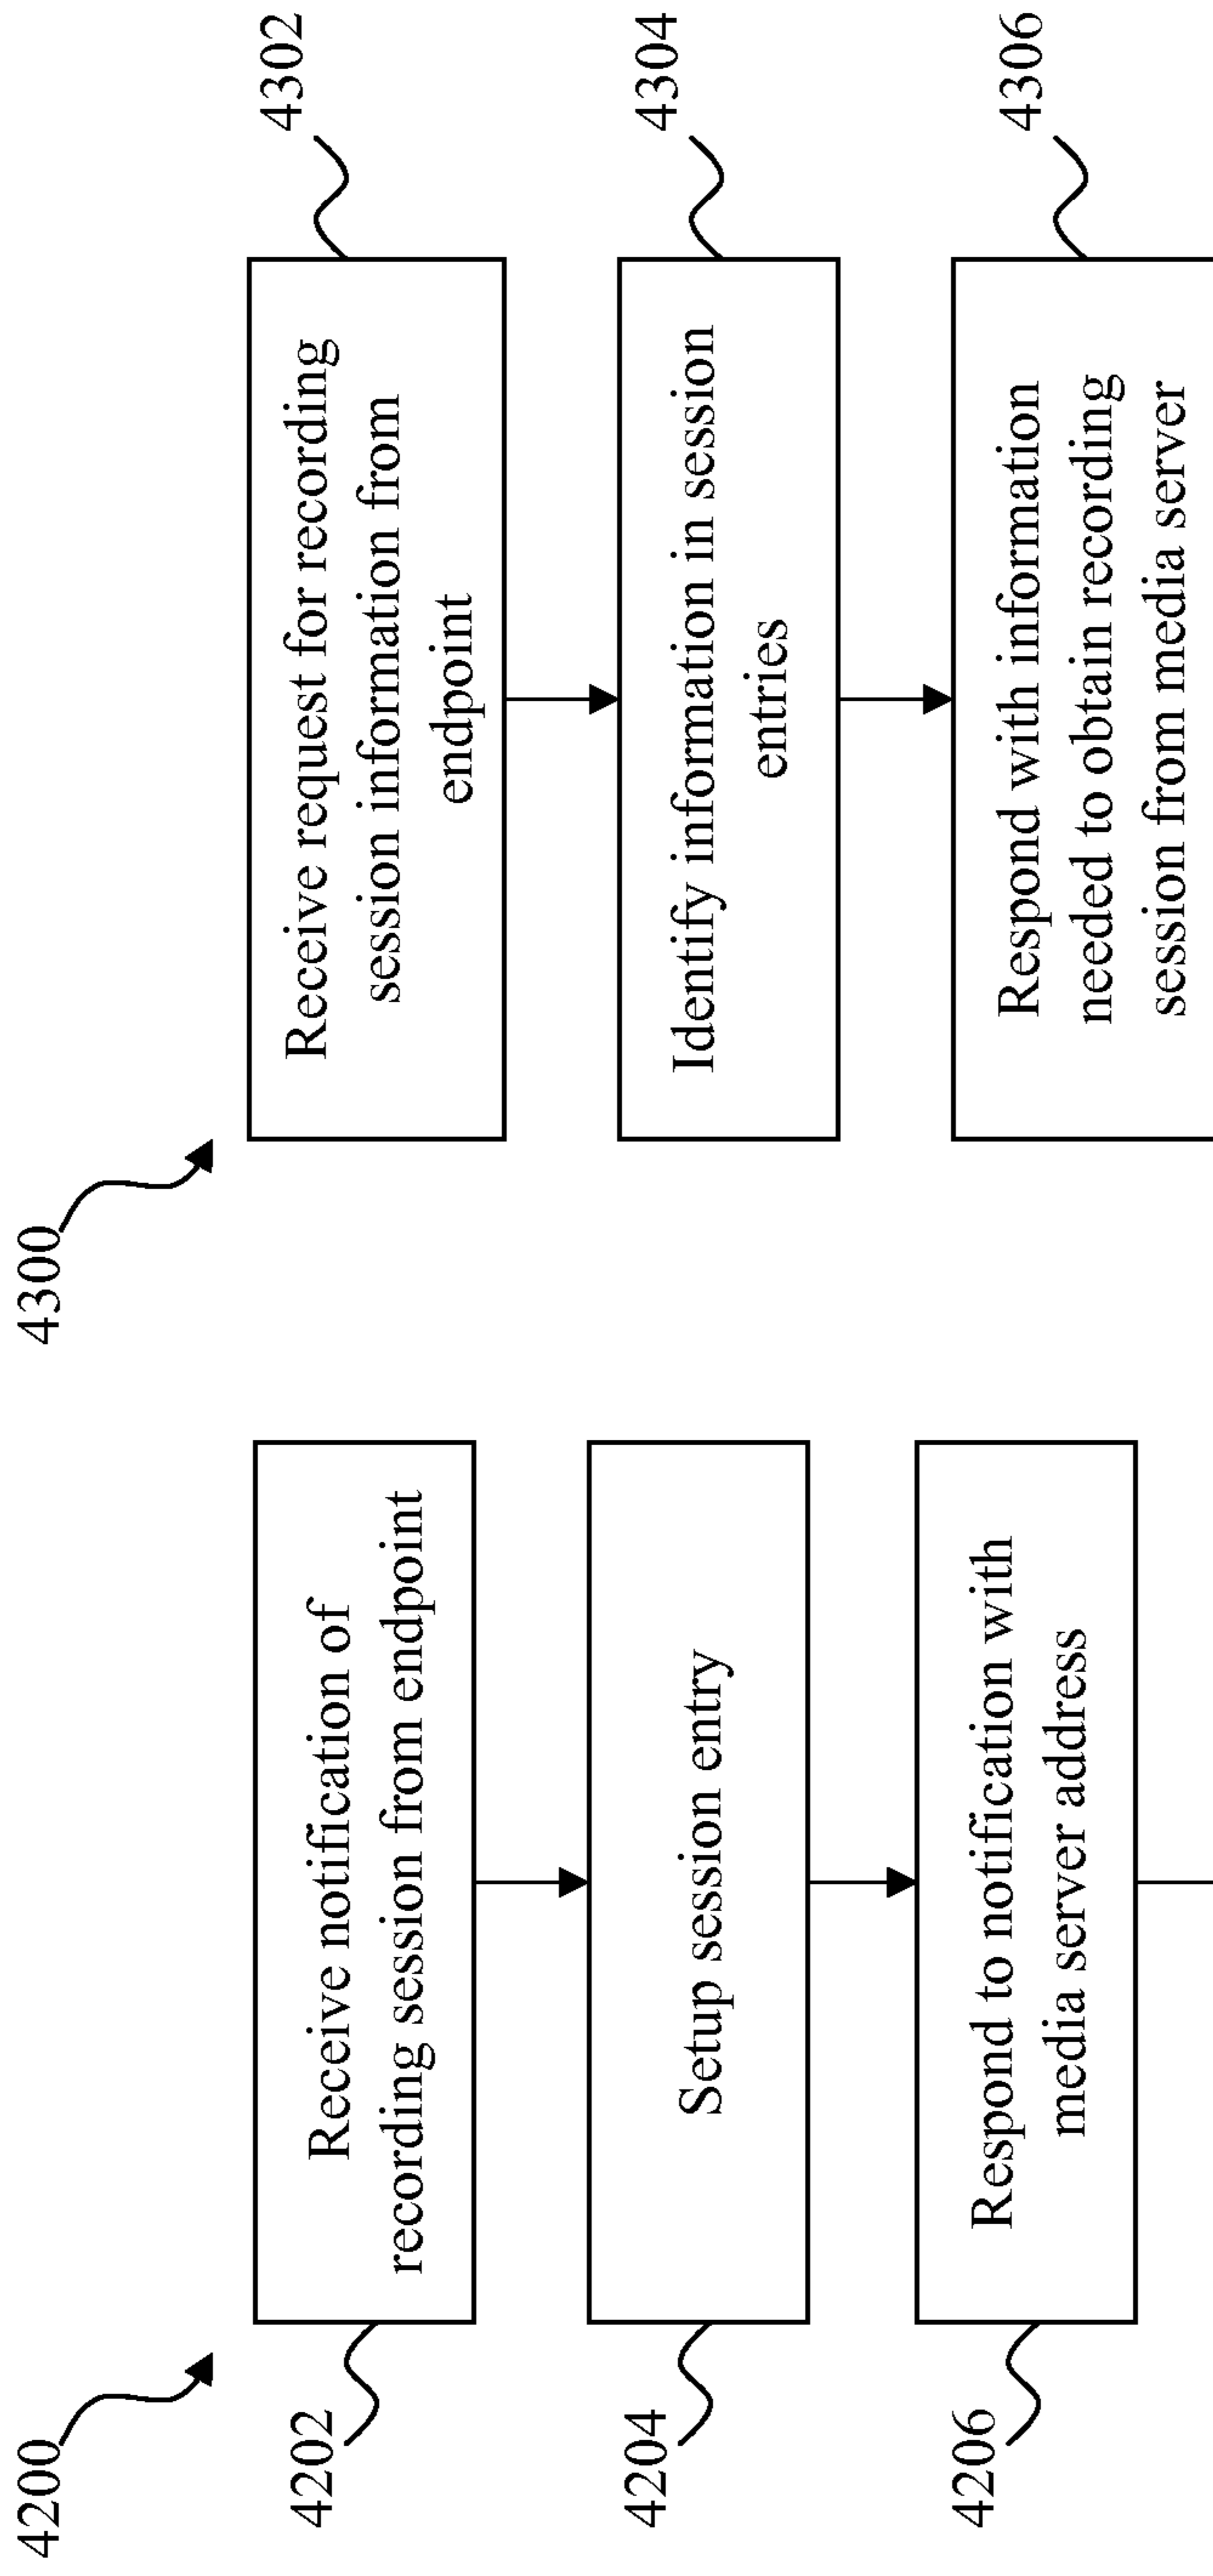 4200
4202
Receive notification of
recording session from endpoint
4204
Setup session entry
4206
Respond to notification with
media server address
4300
4302
Receive request for recording
session information from
endpoint
4304
Identify information in session
entries
4306
Respond with information
needed to obtain recording
session from media server